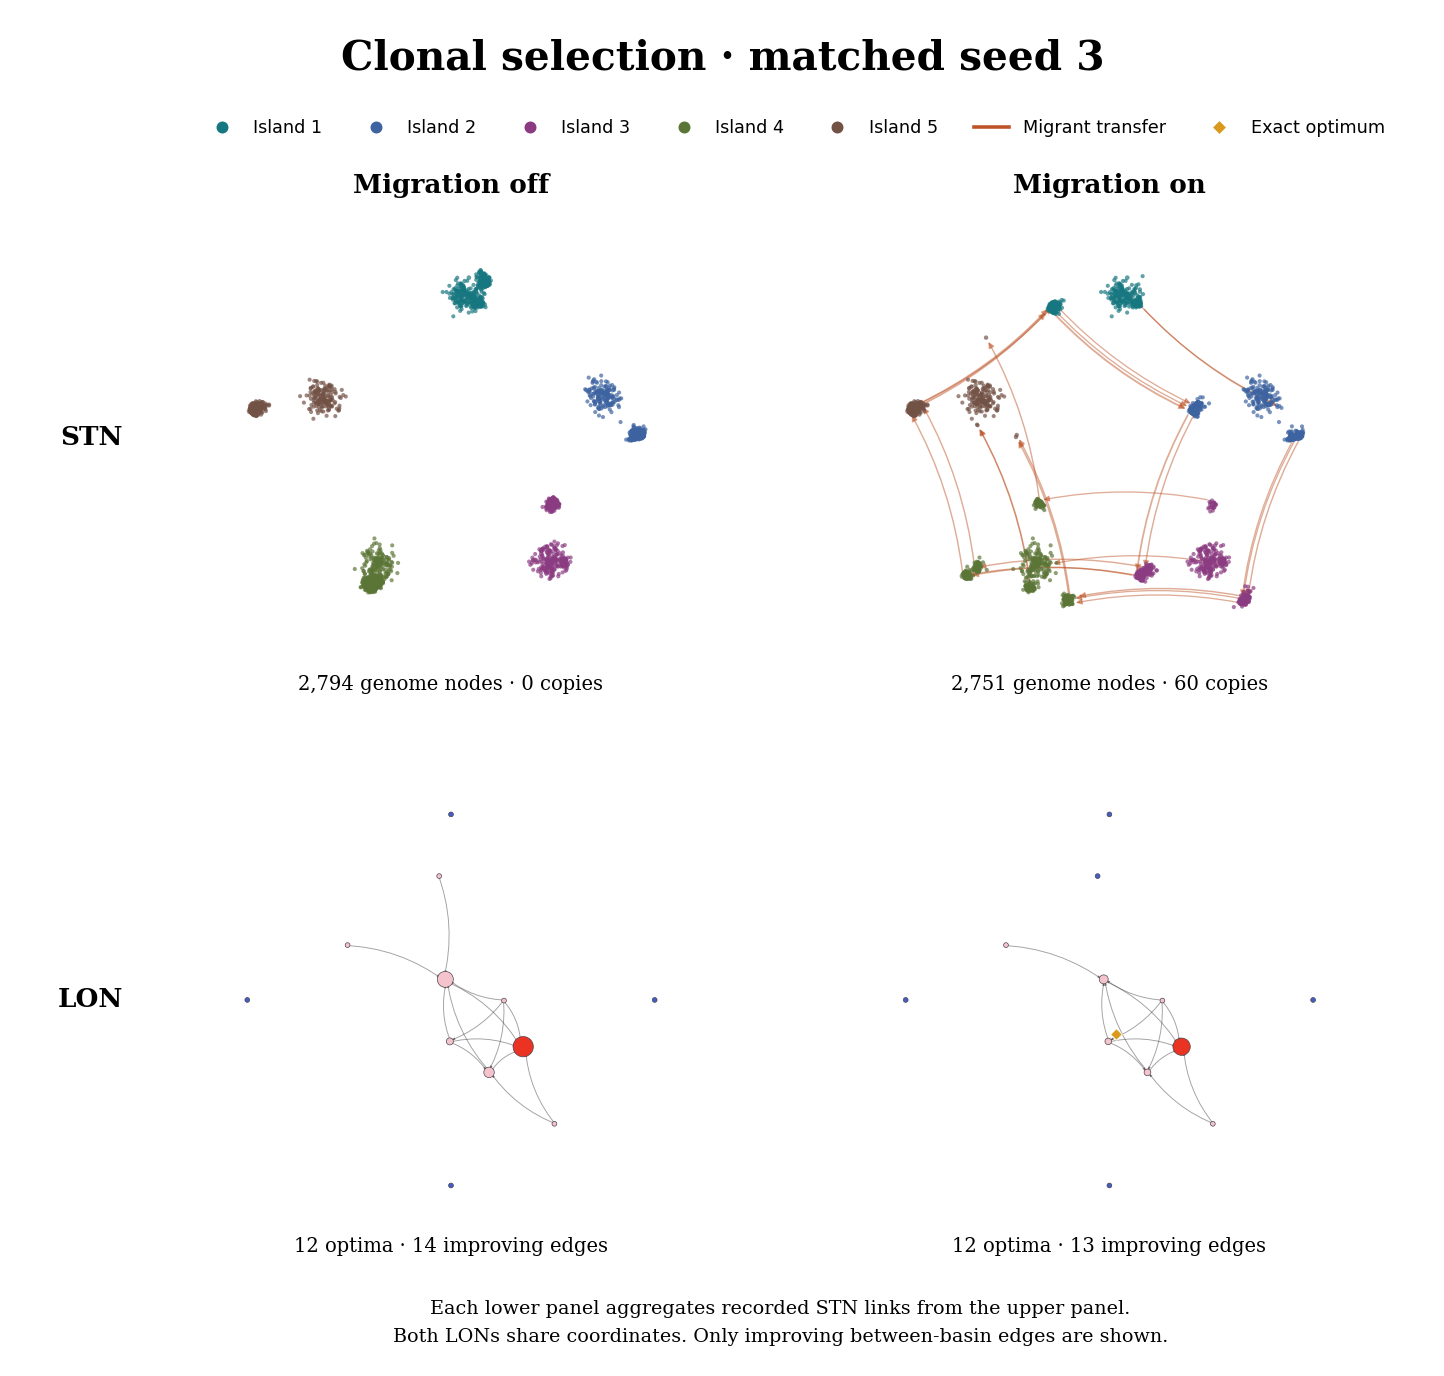 Clonal selection · matched seed 3
Island 1 Island 2 Island 3 Island 4 Island 5 Migrant transfer Exact optimum
Migration off Migration on
STN
2,794 genome nodes · 0 copies 2,751 genome nodes · 60 copies
LON
12 optima · 14 improving edges 12 optima · 13 improving edges
Each lower panel aggregates recorded STN links from the upper panel.
Both LONs share coordinates. Only improving between-basin edges are shown.